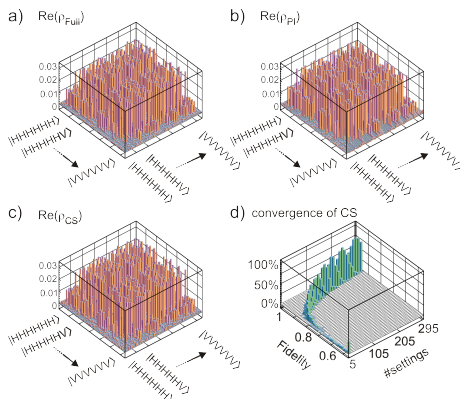 a) Re(ρFull)
0.03
0.02
0.01
0
|HHHHHH⟩
|HHHHHV⟩
|VVVVVV⟩
|HHHHHV⟩
|HHHHHH⟩
|VVVVVV⟩
b) Re(ρPI)
0.03
0.02
0.01
0
|HHHHHH⟩
|HHHHHV⟩
|VVVVVV⟩
|HHHHHV⟩
|HHHHHH⟩
|VVVVVV⟩
c) Re(ρCS)
0.03
0.02
0.01
0
|HHHHHH⟩
|HHHHHV⟩
|VVVVVV⟩
|HHHHHV⟩
|HHHHHH⟩
|VVVVVV⟩
d) convergence of CS
100%
50%
0%
1
0.8
0.6
Fidelity
5
105
205
295
#settings